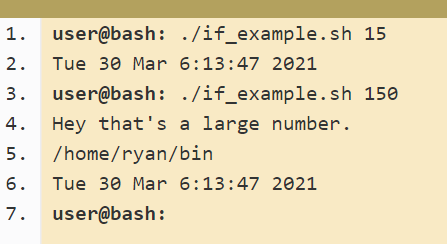 1. user@bash: ./if_example.sh 15
2. Tue 30 Mar 6:13:47 2021
3. user@bash: ./if_example.sh 150
4. Hey that's a large number.
5. /home/ryan/bin
6. Tue 30 Mar 6:13:47 2021
7. user@bash: